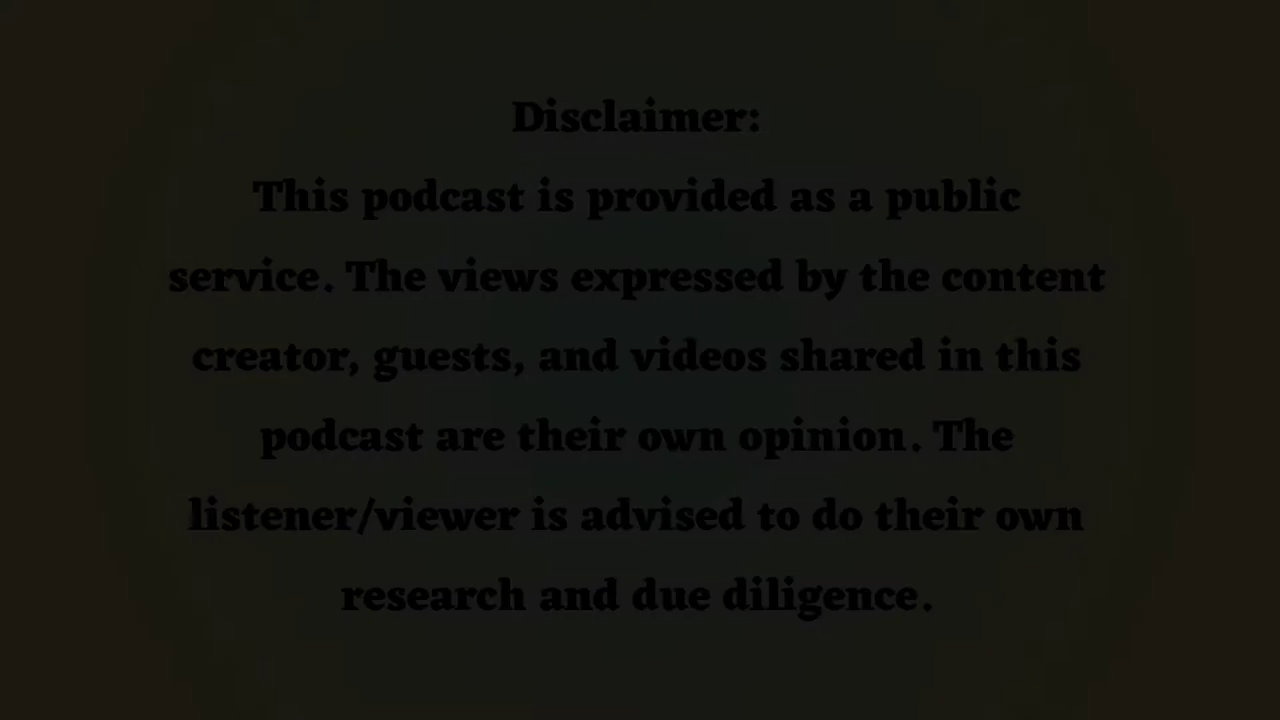 Disclaimer:
This podcast is provided as a public
service. The views expressed by the content
creator, guests, and videos shared in this
podcast are their own opinion. The
listener/viewer is advised to do their own
research and due diligence.